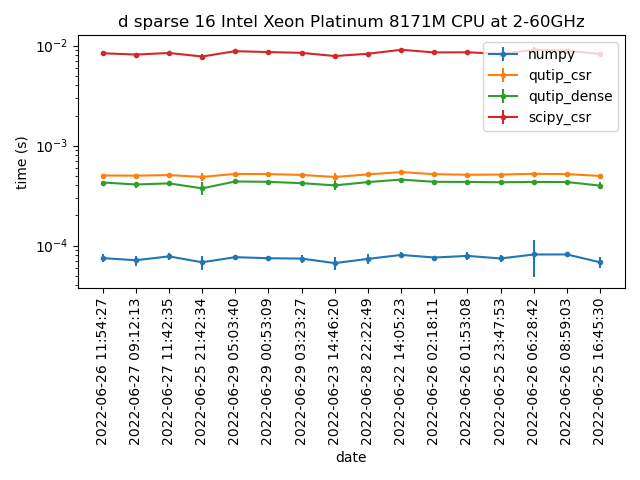 d sparse 16 Intel Xeon Platinum 8171M CPU at 2-60GHz
time (s)
10⁻²
10⁻³
10⁻⁴
numpy
qutip_csr
qutip_dense
scipy_csr
2022-06-26 11:54:27
2022-06-27 09:12:13
2022-06-27 11:42:35
2022-06-25 21:42:34
2022-06-29 05:03:40
2022-06-29 00:53:09
2022-06-29 03:23:27
2022-06-23 14:46:20
2022-06-28 22:22:49
2022-06-22 14:05:23
2022-06-26 02:18:11
2022-06-26 01:53:08
2022-06-25 23:47:53
2022-06-26 06:28:42
2022-06-26 08:59:03
2022-06-25 16:45:30
date